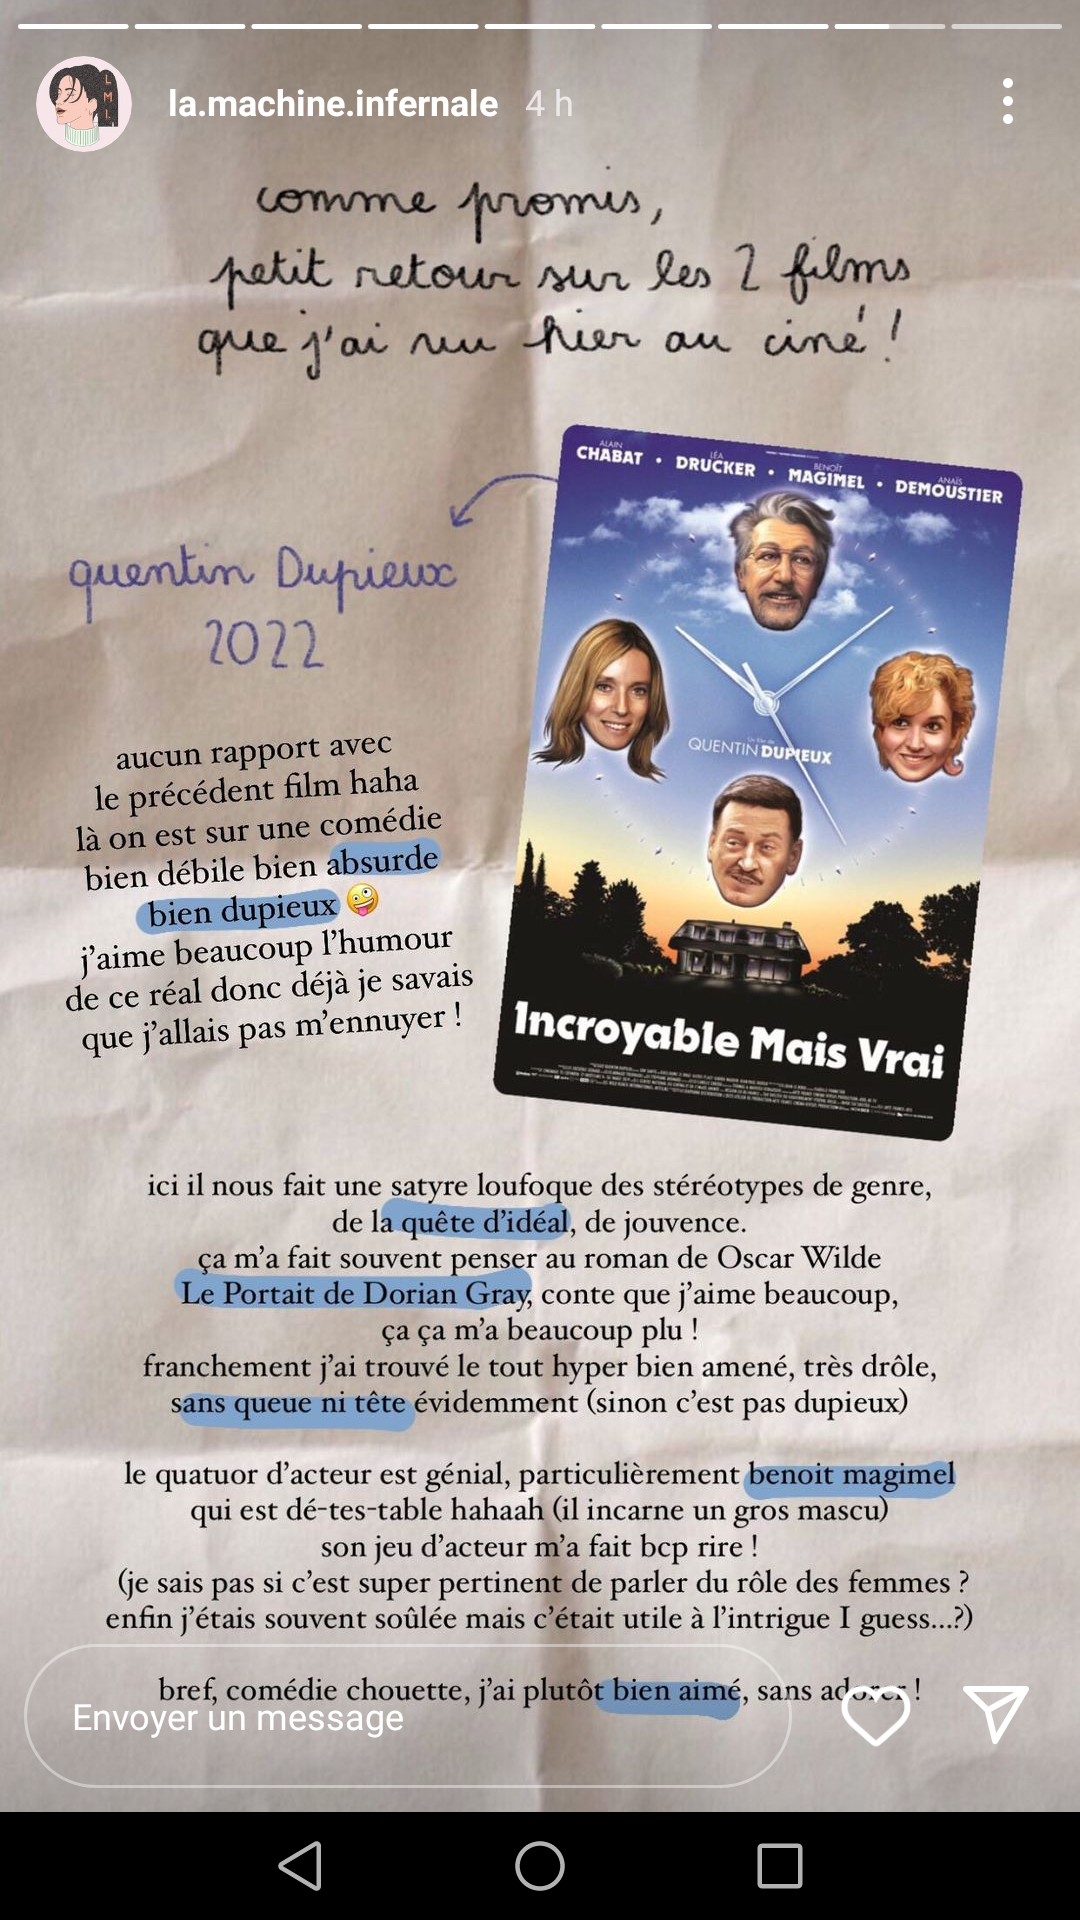 la.machine.infernale 4 h
comme promis,
petit retour sur les 2 films
que j'ai vu hier au ciné !
ALAIN CHABAT • LÉA DRUCKER • BENOÎT MAGIMEL • ANAÏS DEMOUSTIER
quentin Dupieux
2022
Un film de
QUENTIN DUPIEUX
aucun rapport avec
le précédent film haha
là on est sur une comédie
bien débile bien absurde
bien dupieux 🤪
j'aime beaucoup l'humour
de ce réal donc déjà je savais
que j'allais pas m'ennuyer !
Incroyable Mais Vrai
ici il nous fait une satyre loufoque des stéréotypes de genre,
de la quête d'idéal, de jouvence.
ça m'a fait souvent penser au roman de Oscar Wilde
Le Portait de Dorian Gray, conte que j'aime beaucoup,
ça ça m'a beaucoup plu !
franchement j'ai trouvé le tout hyper bien amené, très drôle,
sans queue ni tête évidemment (sinon c'est pas dupieux)
le quatuor d'acteur est génial, particulièrement benoit magimel
qui est dé-tes-table hahaah (il incarne un gros mascu)
son jeu d'acteur m'a fait bcp rire !
(je sais pas si c'est super pertinent de parler du rôle des femmes ?
enfin j'étais souvent soûlée mais c'était utile à l'intrigue I guess...?)
bref, comédie chouette, j'ai plutôt bien aimé, sans adorer !
Envoyer un message